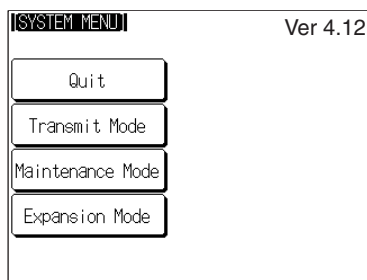 [SYSTEM MENU]
Ver 4.12
Quit
Transmit Mode
Maintenance Mode
Expansion Mode